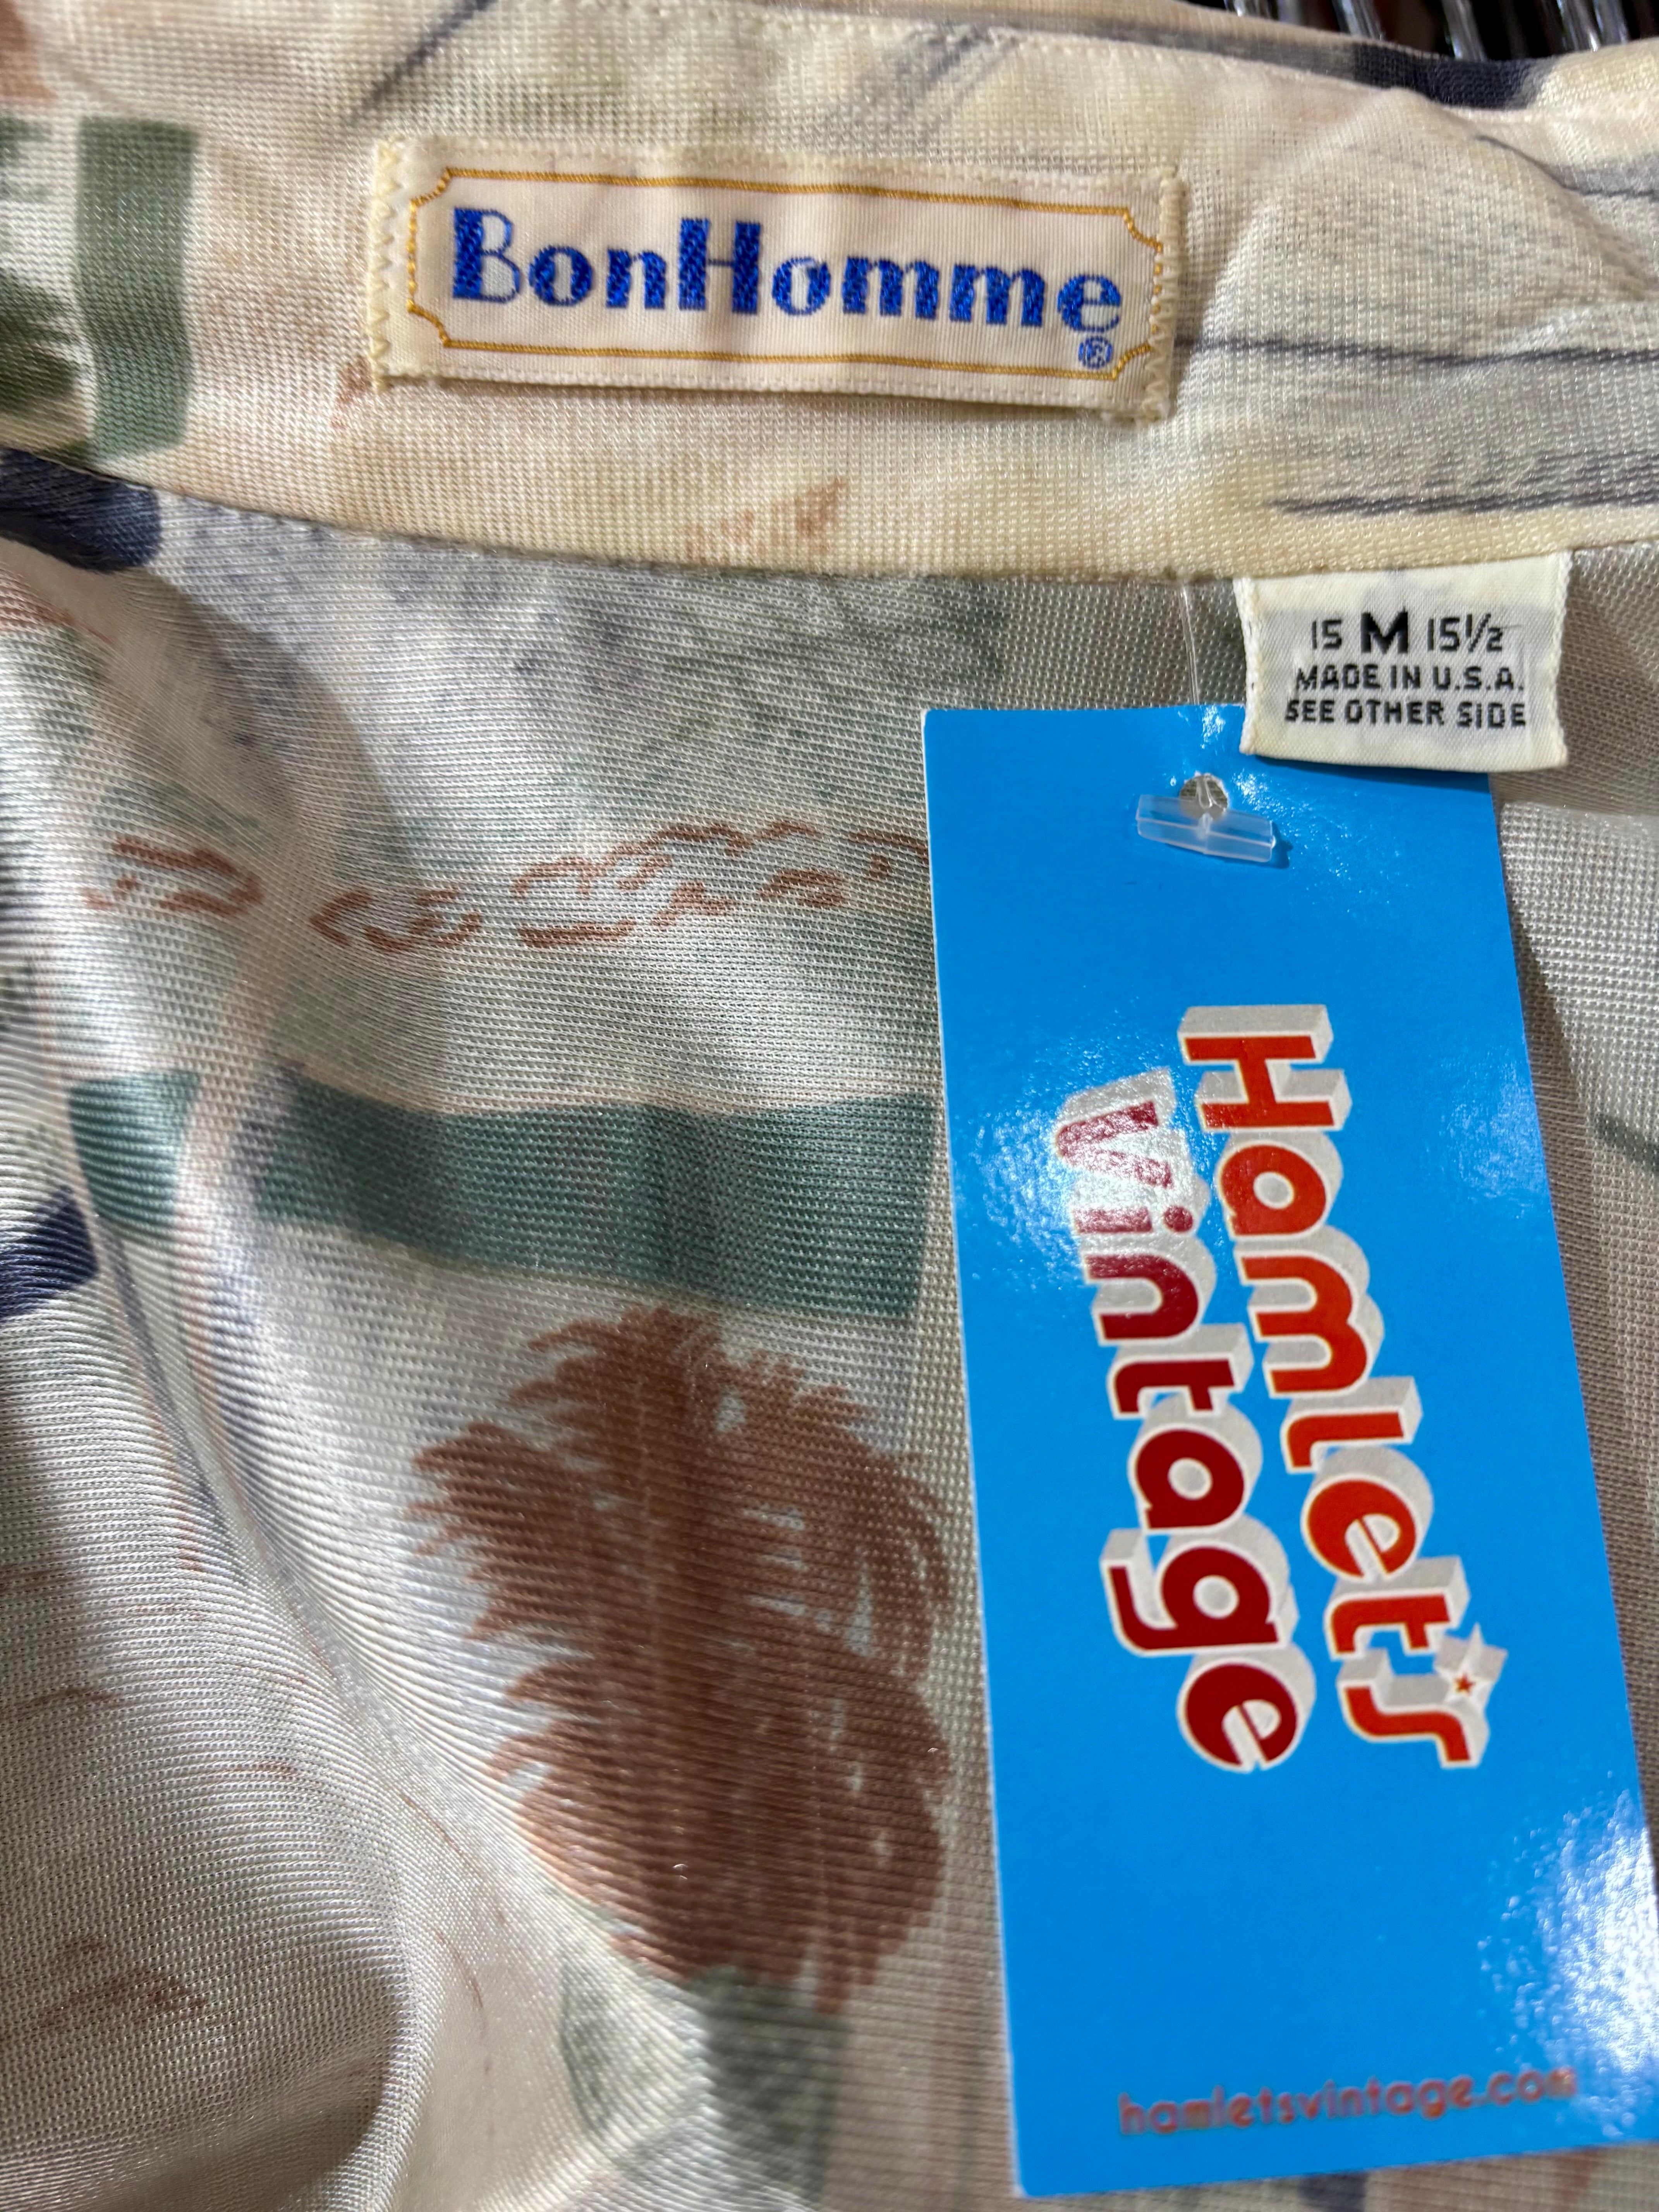 BonHomme
®
15 M 15½
MADE IN U.S.A.
SEE OTHER SIDE
Hamlet's
Vintage
hamletsvintage.com